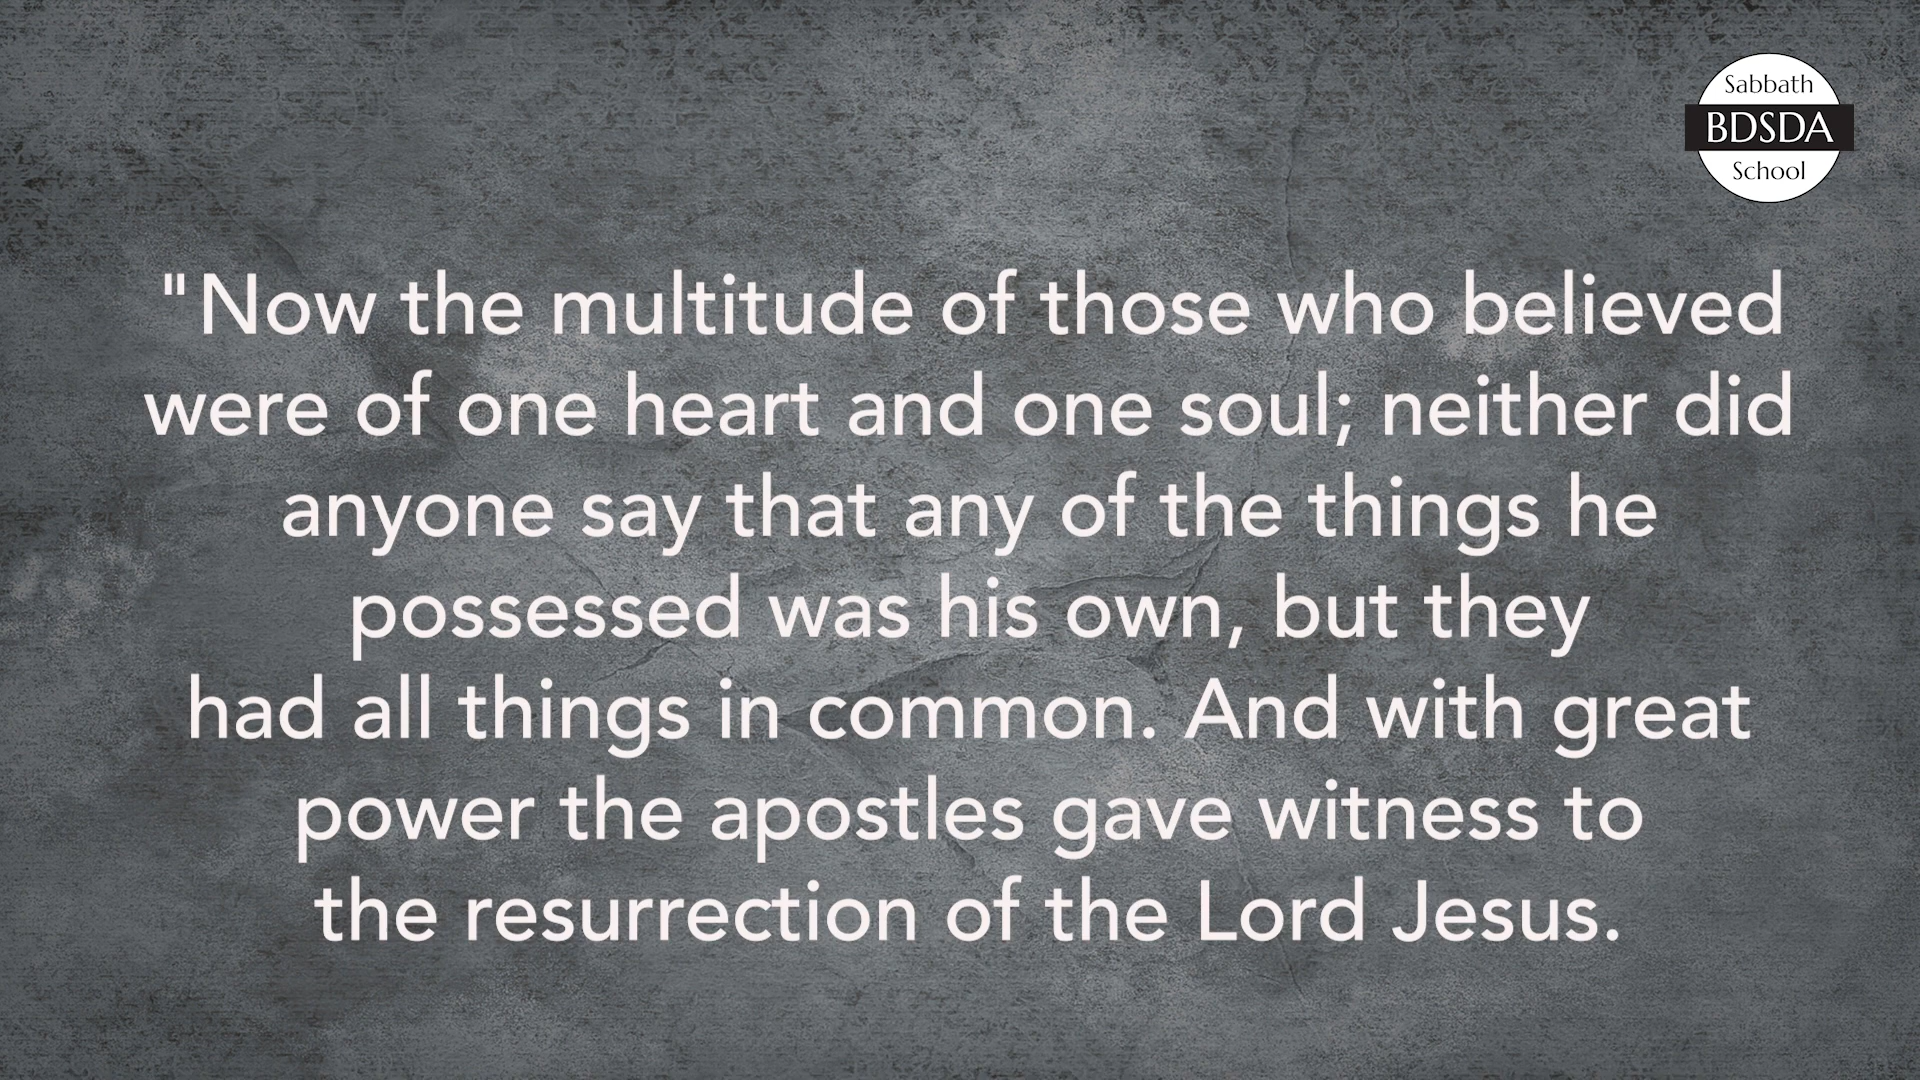 Sabbath
BDSDA
School
"Now the multitude of those who believed
were of one heart and one soul; neither did
anyone say that any of the things he
possessed was his own, but they
had all things in common. And with great
power the apostles gave witness to
the resurrection of the Lord Jesus.